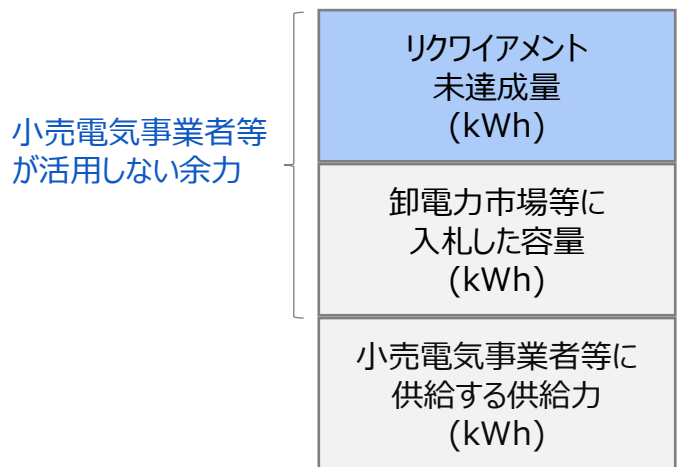 リクワイアメント
未達成量
(kWh)
小売電気事業者等
が活用しない余力
卸電力市場等に
入札した容量
(kWh)
小売電気事業者等に
供給する供給力
(kWh)